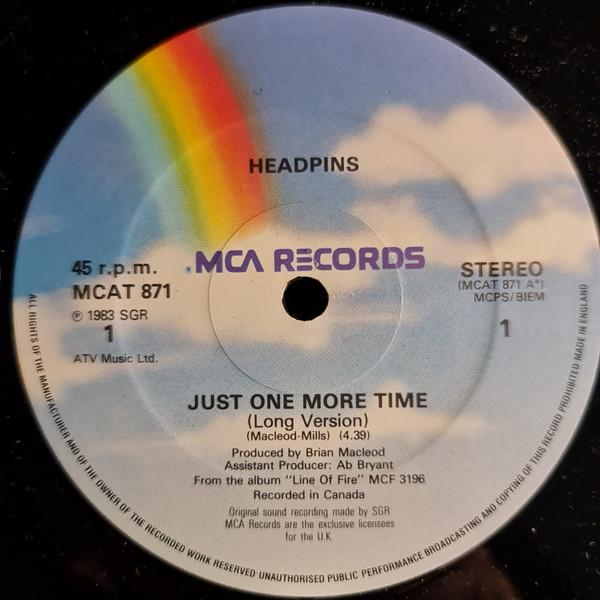 HEADPINS
MCA RECORDS
45 r.p.m.
MCAT 871
℗ 1983 SGR
1
ATV Music Ltd.
STEREO
(MCAT 871 A*)
MCPS/BIEM
1
JUST ONE MORE TIME
(Long Version)
(Macleod-Mills) (4.39)
Produced by Brian Macleod
Assistant Producer: Ab Bryant
From the album "Line Of Fire" MCF 3196
Recorded in Canada
Original sound recording made by SGR
MCA Records are the exclusive licensees
for the U.K.
ALL RIGHTS OF THE MANUFACTURER AND OF THE OWNER OF THE RECORDED WORK RESERVED UNAUTHORISED PUBLIC PERFORMANCE BROADCASTING AND COPYING OF THIS RECORD PROHIBITED MADE IN ENGLAND